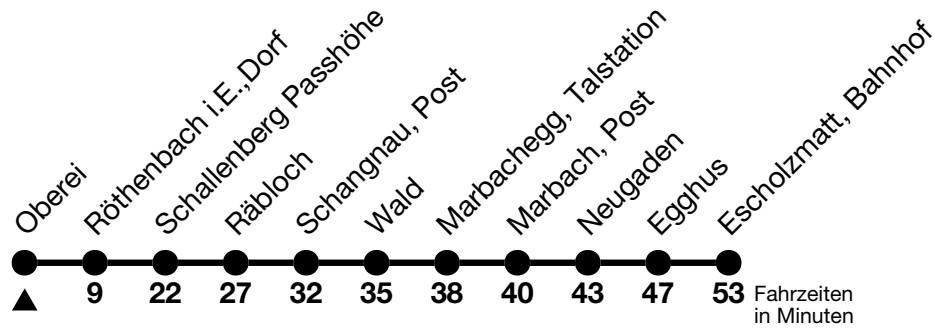 Oberei
Röthenbach i.E.,Dorf
Schallenberg Passhöhe
Räbloch
Schangnau, Post
Wald
Marbachegg, Talstation
Marbach, Post
Neugaden
Egghus
Escholzmatt, Bahnhof
9 22 27 32 35 38 40 43 47 53 Fahrzeiten
in Minuten